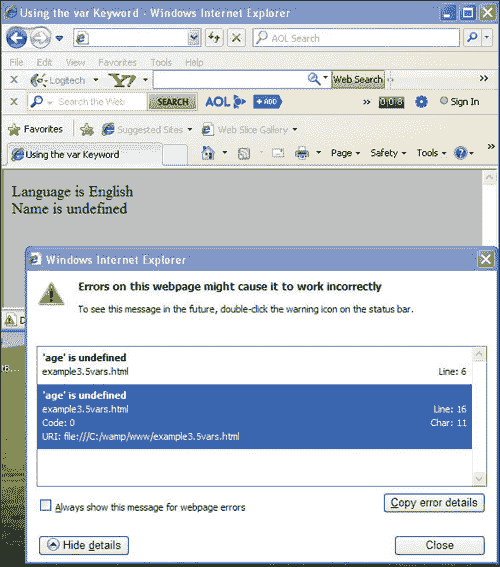 Using the var Keyword - Windows Internet Explorer
AOL Search
File Edit View Favorites Tools Help
X Logitech Y! Web Search »
X Search the Web SEARCH AOL + ADD » Sign In
Favorites Suggested Sites Web Slice Gallery
Using the var Keyword Page Safety Tools »
Language is English
Name is undefined
Windows Internet Explorer
Errors on this webpage might cause it to work incorrectly
To see this message in the future, double-click the warning icon on the status bar.
'age' is undefined
example3.5vars.html Line: 6
'age' is undefined
example3.5vars.html Line: 16
Code: 0 Char: 11
URI: file:///C:/wamp/www/example3.5vars.html
Always show this message for webpage errors
Copy error details
Hide details Close